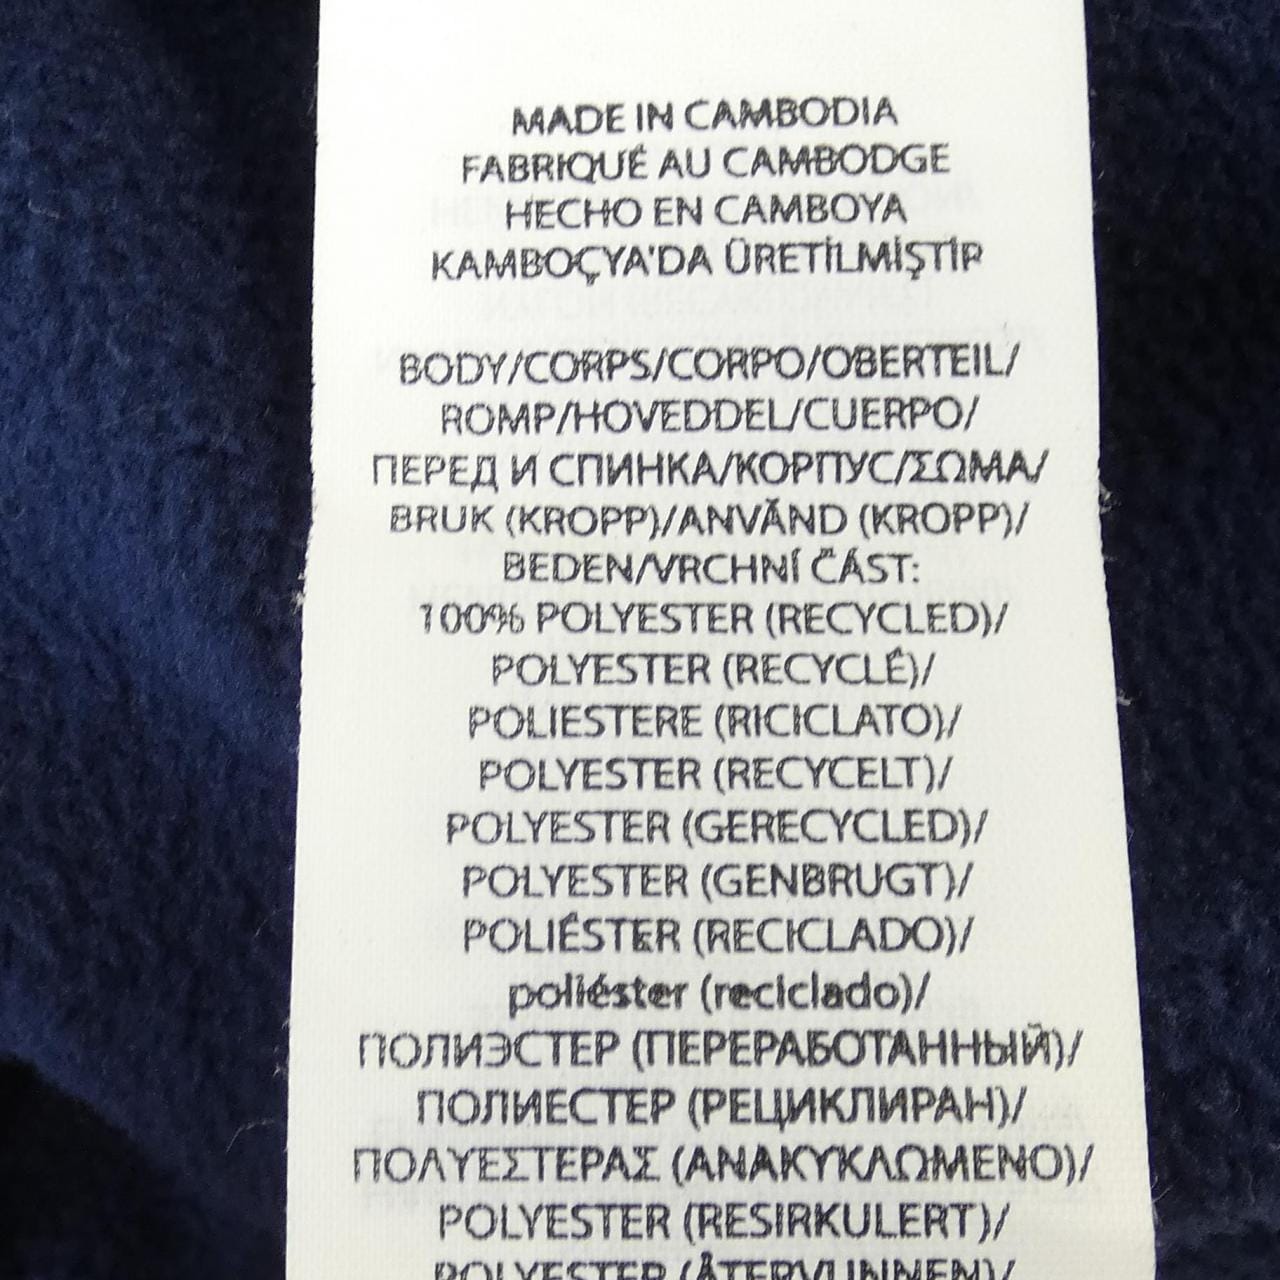 MADE IN CAMBODIA
FABRIQUÉ AU CAMBODGE
HECHO EN CAMBOYA
KAMBOÇYA'DA ÜRETİLMİŞTİR
BODY/CORPS/CORPO/OBERTEIL/
ROMP/HOVEDDEL/CUERPO/
ПЕРЕД И СПИНКА/КОРПУС/ΣΩΜΑ/
BRUK (KROPP)/ANVÄND (KROPP)/
BEDEN/VRCHNÍ ČÁST:
100% POLYESTER (RECYCLED)/
POLYESTER (RECYCLÉ)/
POLIESTERE (RICICLATO)/
POLYESTER (RECYCELT)/
POLYESTER (GERECYCLED)/
POLYESTER (GENBRUGT)/
POLIÉSTER (RECICLADO)/
poliéster (reciclado)/
ПОЛИЭСТЕР (ПЕРЕРАБОТАННЫЙ)/
ПОЛИЕСТЕР (РЕЦИКЛИРАН)/
ΠΟΛΥΕΣΤΕΡΑΣ (ΑΝΑΚΥΚΛΩΜΕΝΟ)/
POLYESTER (RESIRKULERT)/
POLYESTER (ÅTERVUNNEN)/